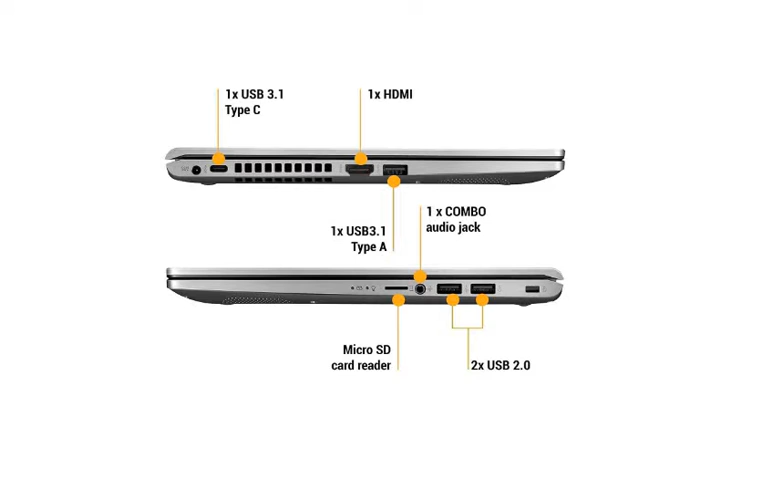 1x USB 3.1
Type C
1x HDMI
1x USB3.1
Type A
1 x COMBO
audio jack
Micro SD
card reader
2x USB 2.0